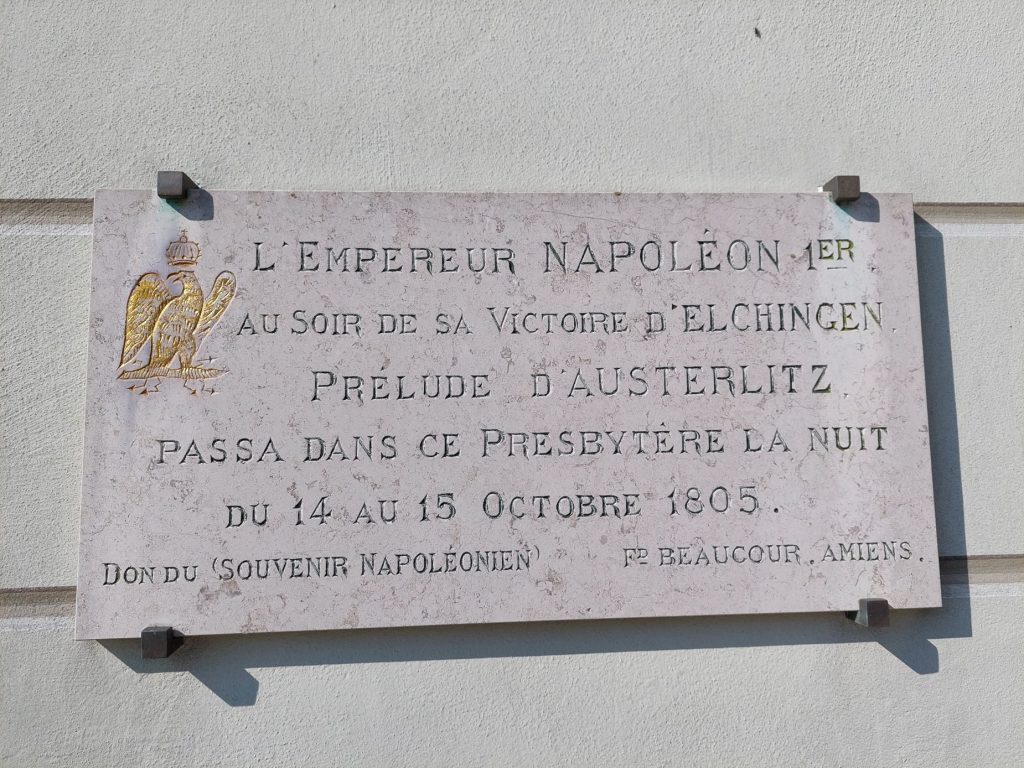 L'EMPEREUR NAPOLÉON 1ER
AU SOIR DE SA VICTOIRE D'ELCHINGEN.
PRÉLUDE D'AUSTERLITZ.
PASSA DANS CE PRESBYTÈRE LA NUIT
DU 14 AU 15 OCTOBRE 1805.
DON DU (SOUVENIR NAPOLÉONIEN) FD BEAUCOUR. AMIENS.